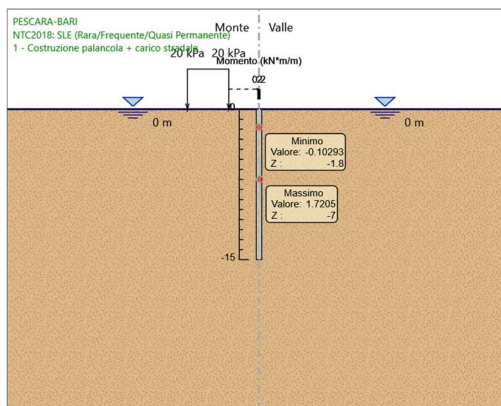 PESCARA-BARI
NTC2018: SLE (Rara/Frequente/Quasi Permanente)
1 - Costruzione palancola + carico stradale
Monte Valle
20 kPa 20 kPa
Momento (kN*m/m)
0 m
0 m
Minimo
Valore: -0.10293
Z : -1.8
Massimo
Valore: 1.7205
Z : -7
-15